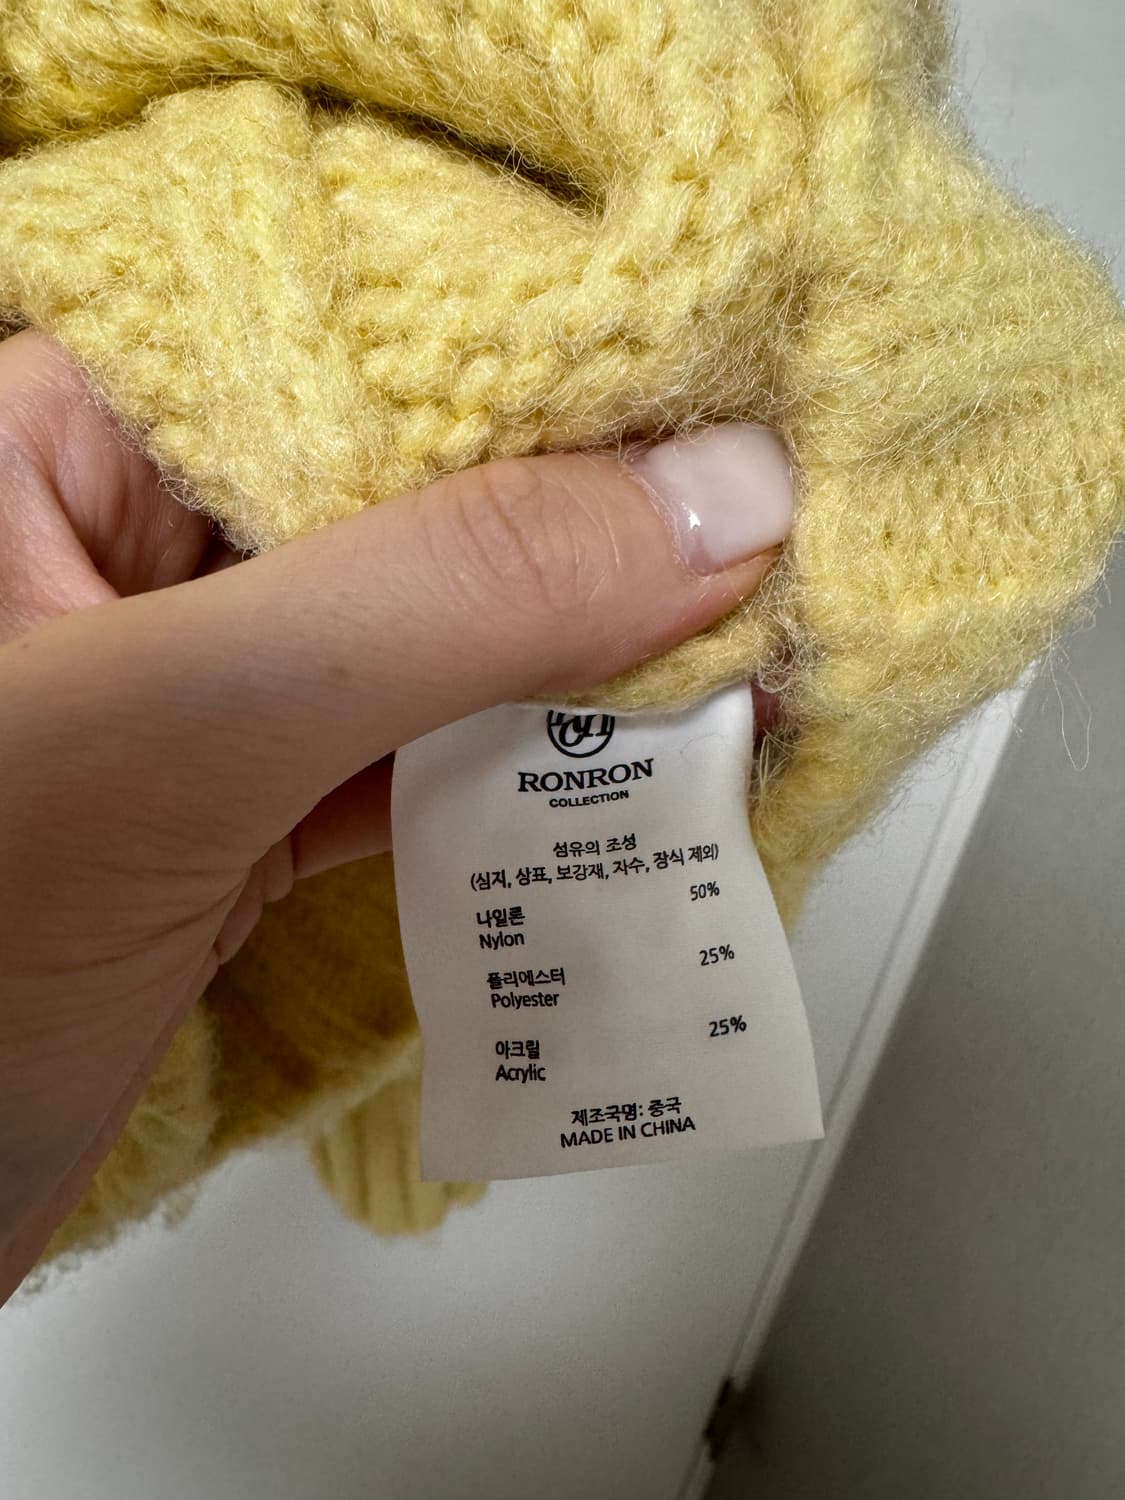 RONRON
COLLECTION
섬유의 조성
(심지, 상표, 보강재, 자수, 장식 제외)
나일론 50%
Nylon
폴리에스터 25%
Polyester
아크릴 25%
Acrylic
제조국명: 중국
MADE IN CHINA